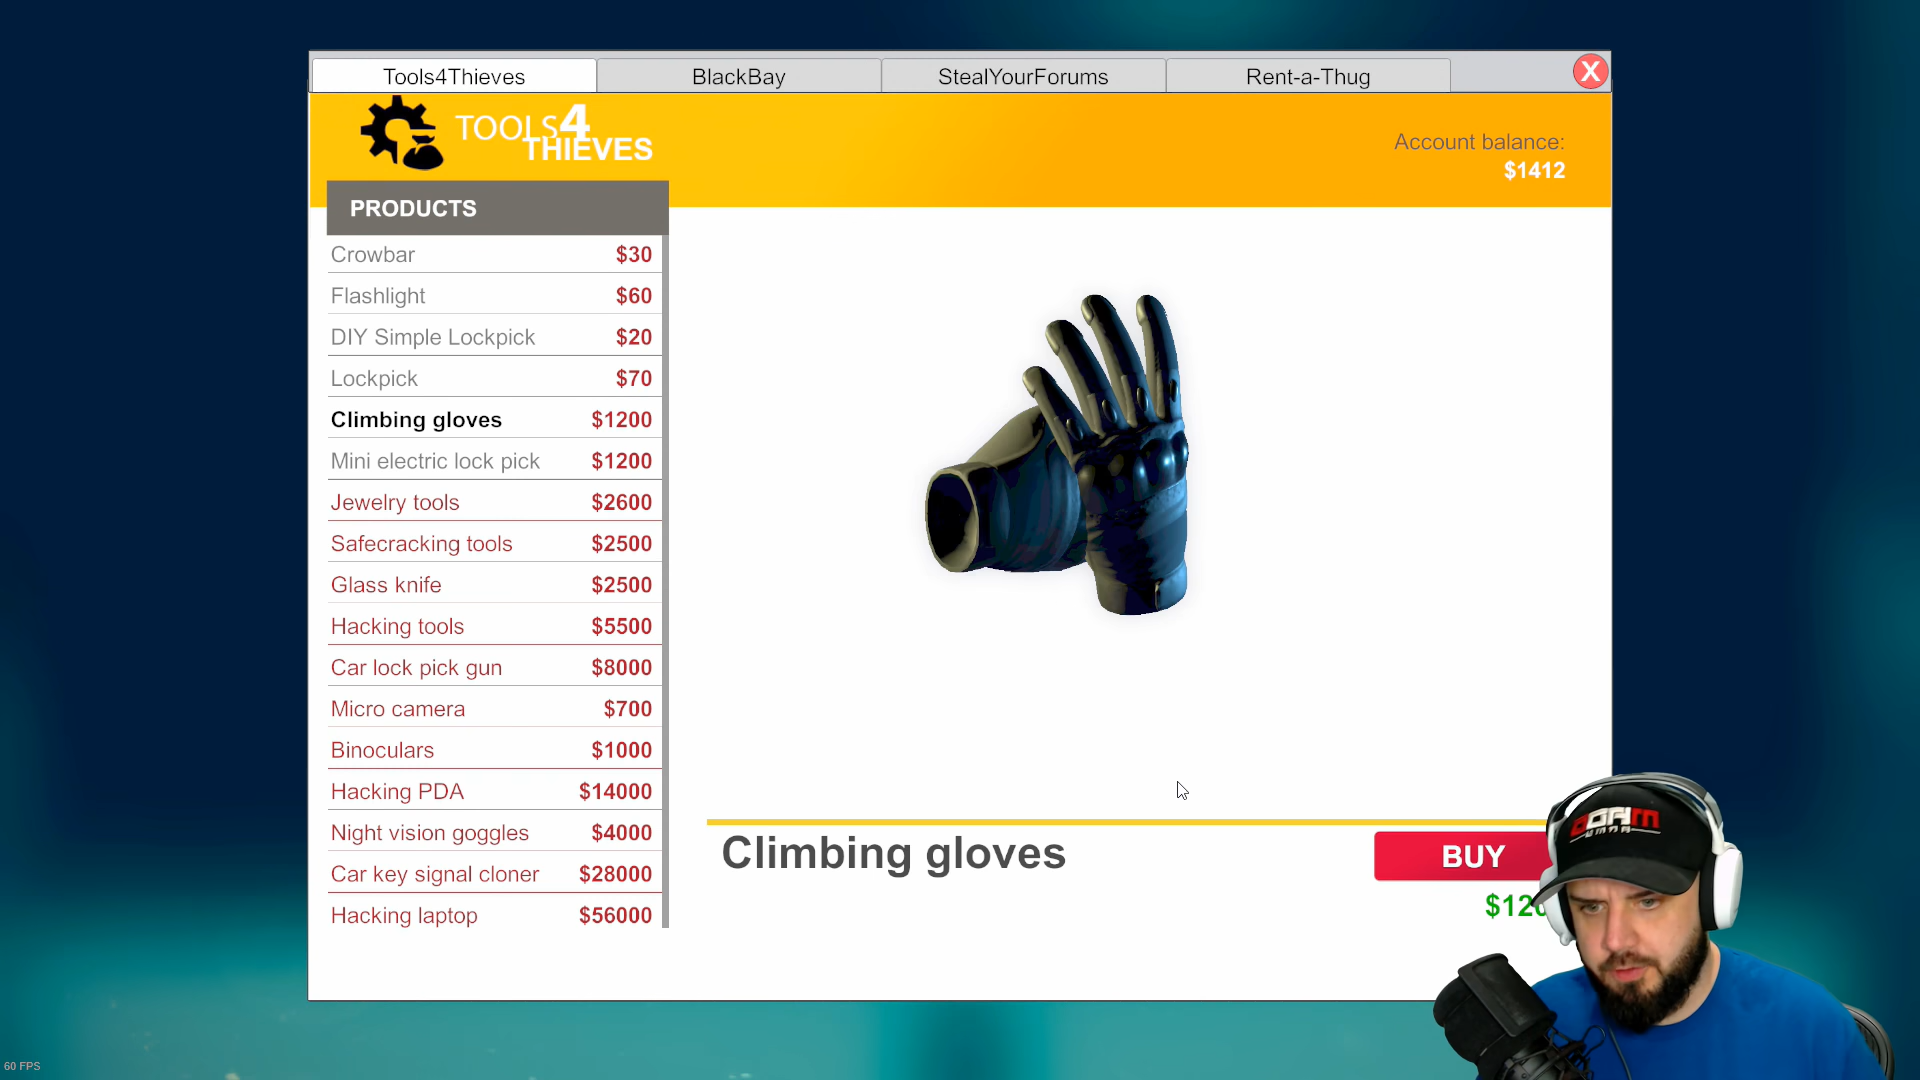 Tools4Thieves
BlackBay
StealYourForums
Rent-a-Thug
X
TOOLS4
THIEVES
Account balance:
$1412
PRODUCTS
Crowbar $30
Flashlight $60
DIY Simple Lockpick $20
Lockpick $70
Climbing gloves $1200
Mini electric lock pick $1200
Jewelry tools $2600
Safecracking tools $2500
Glass knife $2500
Hacking tools $5500
Car lock pick gun $8000
Micro camera $700
Binoculars $1000
Hacking PDA $14000
Night vision goggles $4000
Car key signal cloner $28000
Hacking laptop $56000
Climbing gloves
BUY
60 FPS